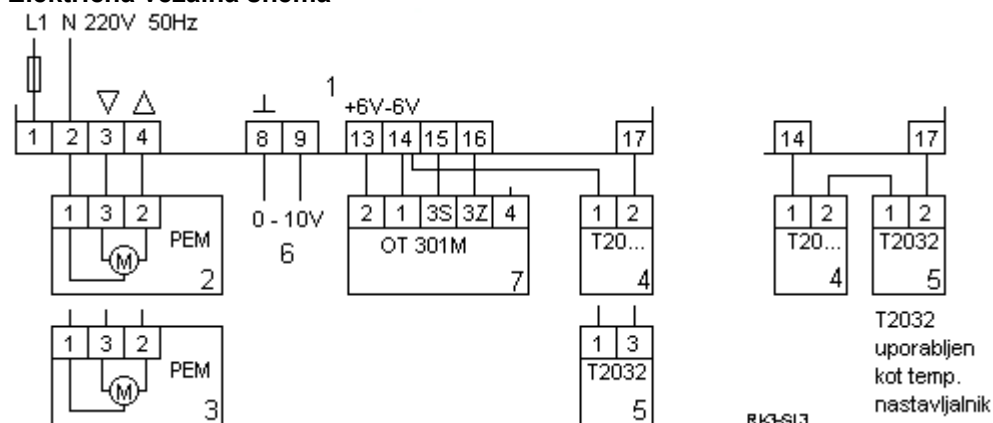 Električna vezalna shema
L1 N 220V 50Hz
1
+6V-6V
1 2 3 4 8 9 13 14 15 16 17 14 17
1 3 2 0 - 10V 2 1 3S 3Z 4 1 2 1 2 1 2
PEM 6 OT 301M T20... T20... T2032
M
2 7 4 4 5
1 3 2 1 3 T2032
PEM T2032 uporabljen
M kot temp.
3 5 nastavljalnik